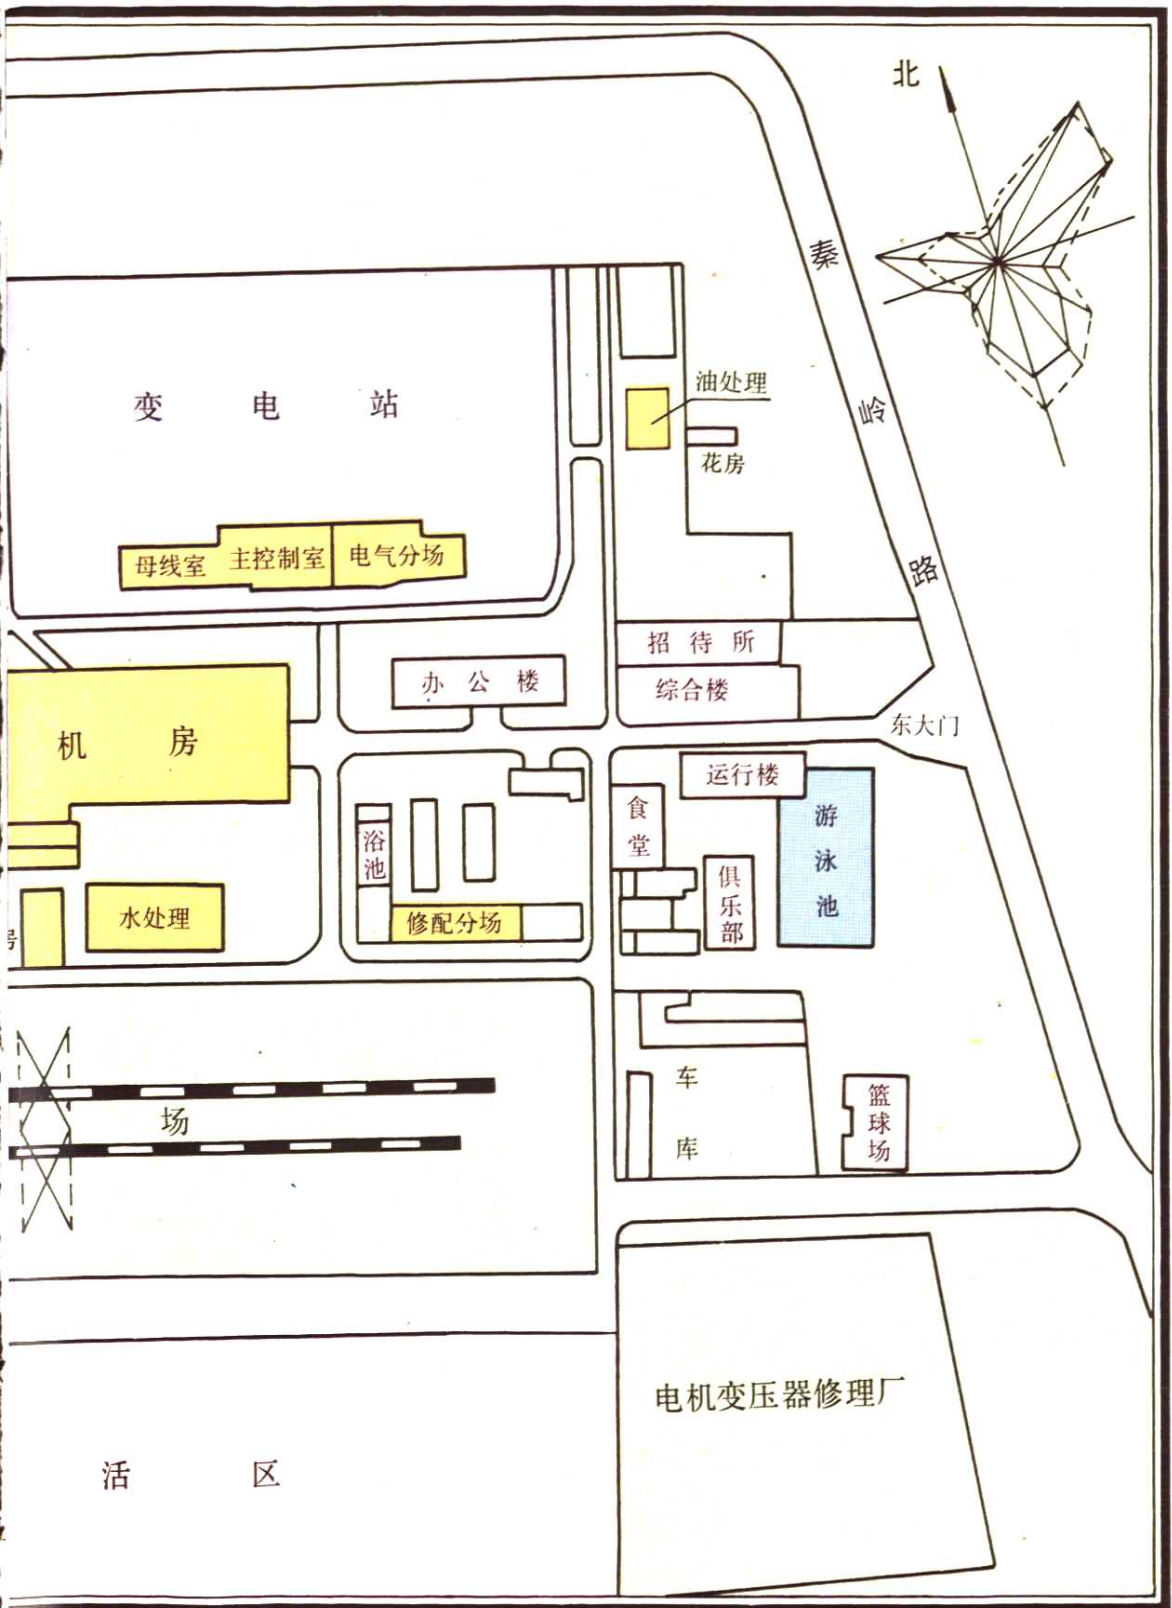 北
秦岭路
油处理
变电站
花房
母线室
主控制室
电气分场
招待所
办公楼
综合楼
东大门
机房
运行楼
食堂
游泳池
浴池
俱乐部
水处理
修配分场
车库
篮球场
场
电机变压器修理厂
活区